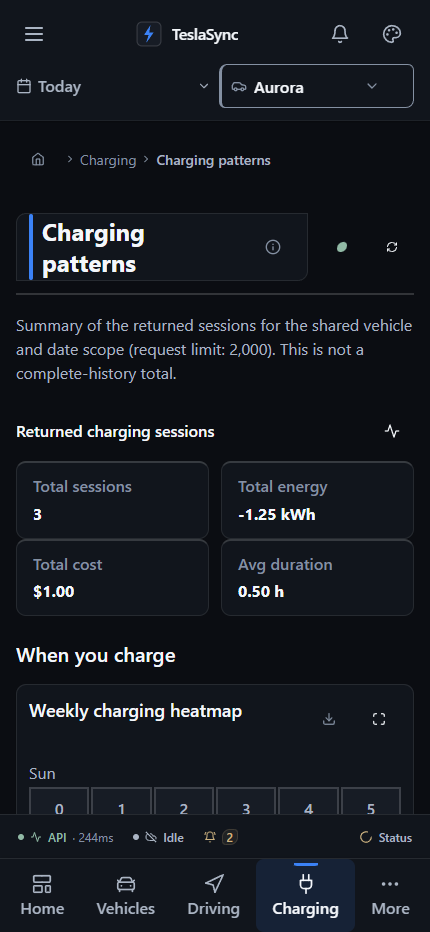 TeslaSync
Today
Aurora
Charging
Charging patterns
Charging
patterns
Summary of the returned sessions for the shared vehicle
and date scope (request limit: 2,000). This is not a
complete-history total.
Returned charging sessions
Total sessions
3
Total energy
-1.25 kWh
Total cost
$1.00
Avg duration
0.50 h
When you charge
Weekly charging heatmap
Sun
0 1 2 3 4 5
API · 244ms Idle 2 Status
Home Vehicles Driving Charging More